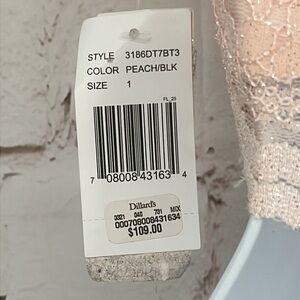 STYLE 3186DT7BT3
COLOR PEACH/BLK
SIZE 1
FL_25
7 08008 43163 4
Dillard's
0321 040 701 MIX
000708008431634
$109.00